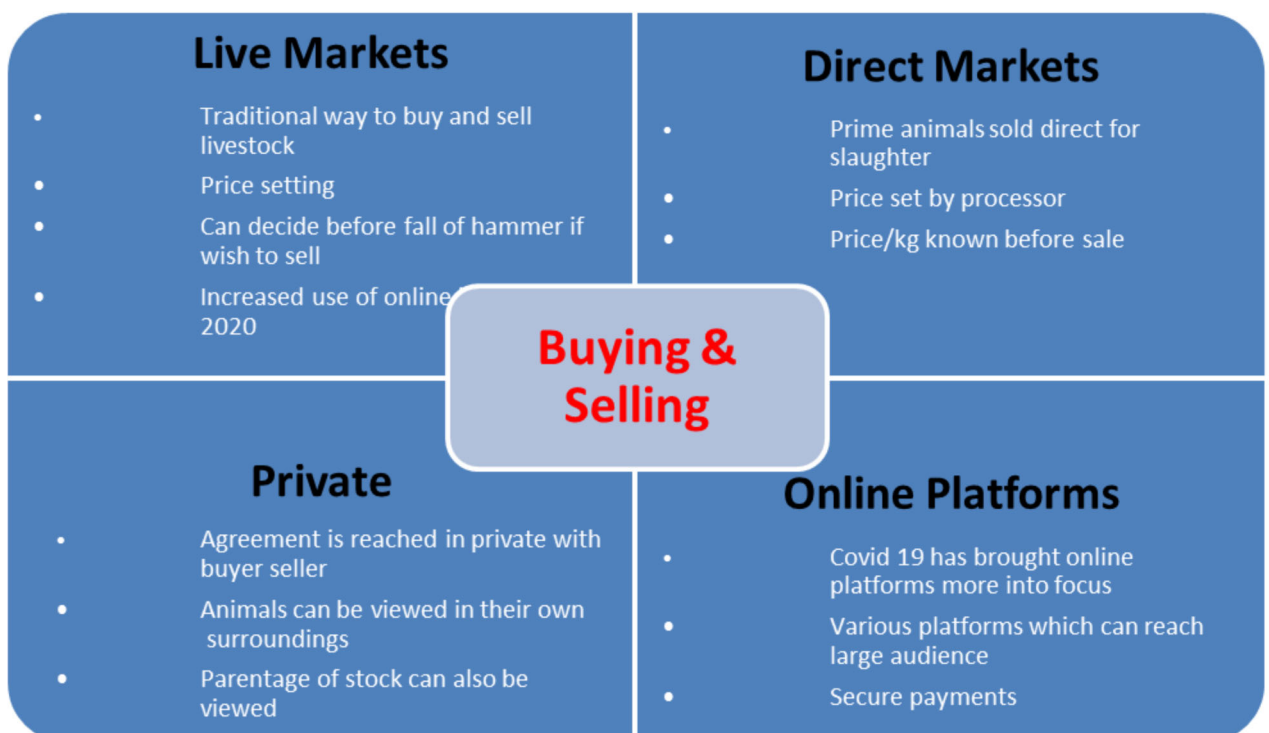 Live Markets
• Traditional way to buy and sell
livestock
• Price setting
• Can decide before fall of hammer if
wish to sell
• Increased use of online
2020
Direct Markets
• Prime animals sold direct for
slaughter
• Price set by processor
• Price/kg known before sale
Buying &
Selling
Private
• Agreement is reached in private with
buyer seller
• Animals can be viewed in their own
surroundings
• Parentage of stock can also be
viewed
Online Platforms
• Covid 19 has brought online
platforms more into focus
• Various platforms which can reach
large audience
• Secure payments